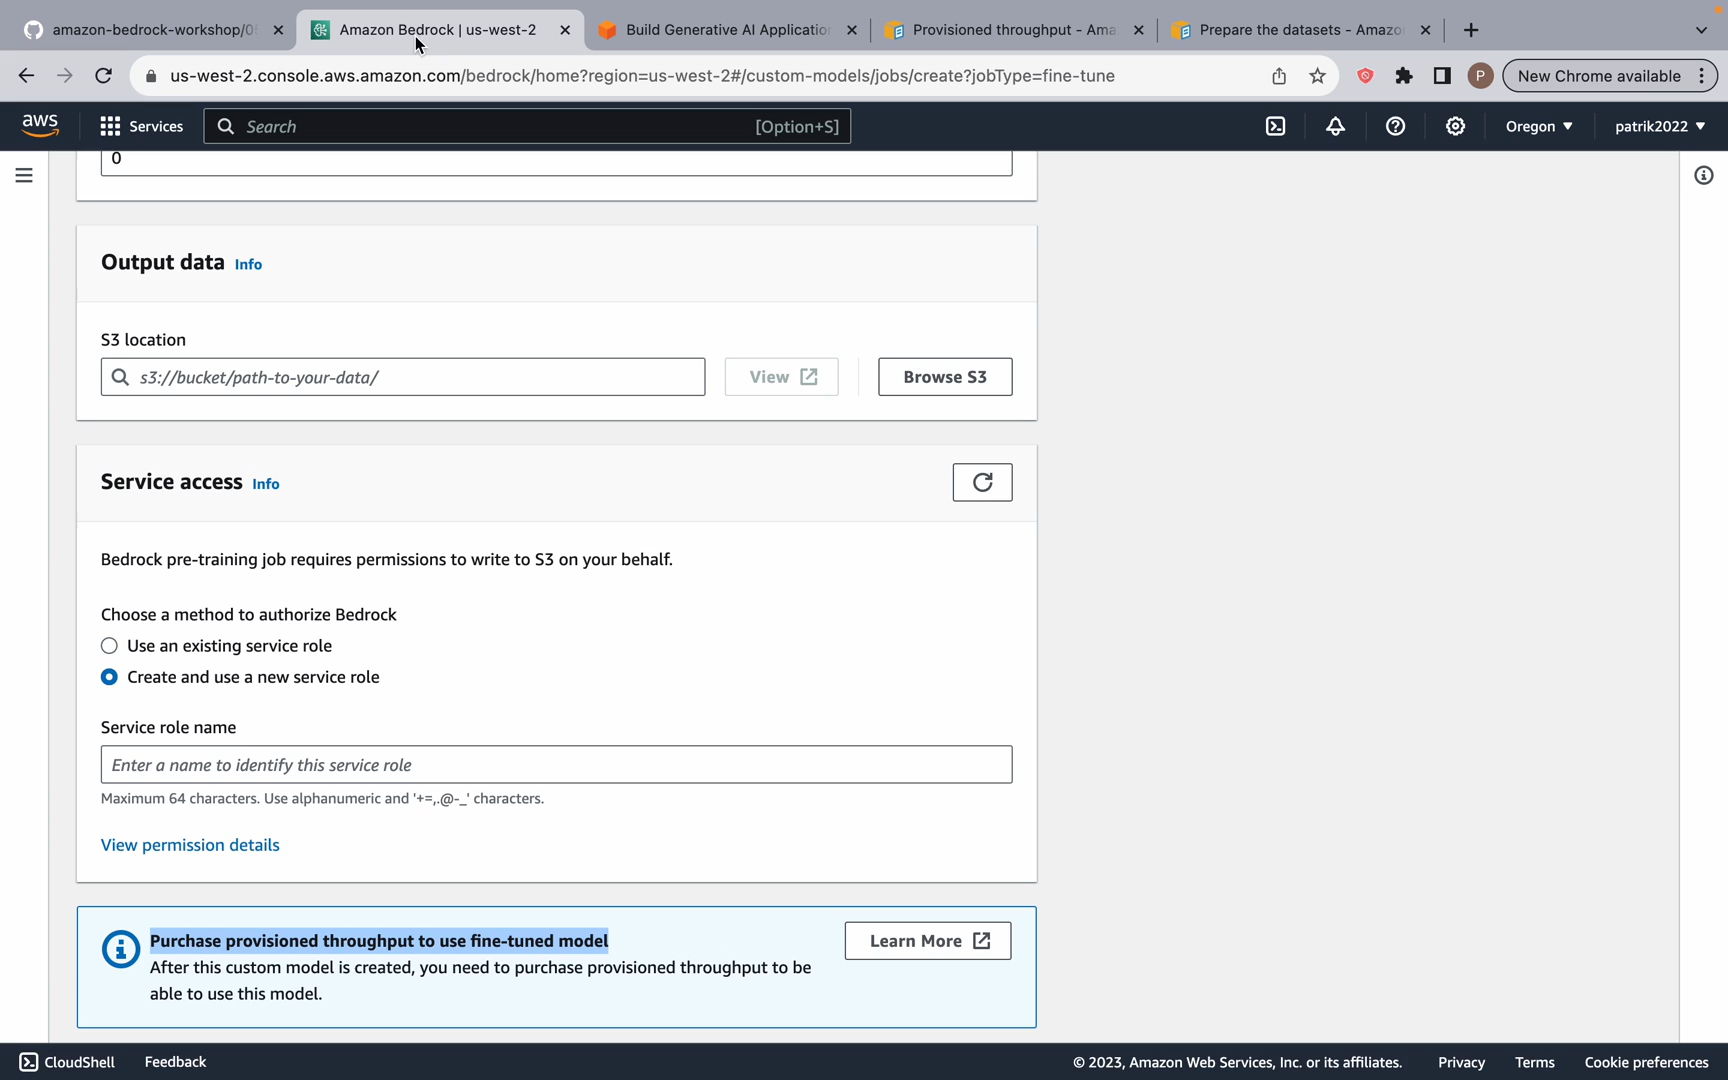 amazon-bedrock-workshop/0
Amazon Bedrock | us-west-2
Build Generative AI Application
Provisioned throughput - Ama
Prepare the datasets - Amazo
us-west-2.console.aws.amazon.com/bedrock/home?region=us-west-2#/custom-models/jobs/create?jobType=fine-tune
P
New Chrome available
aws
Services
Search
[Option+S]
Oregon
patrik2022
0
Output data Info
S3 location
s3://bucket/path-to-your-data/
View
Browse S3
Service access Info
Bedrock pre-training job requires permissions to write to S3 on your behalf.
Choose a method to authorize Bedrock
Use an existing service role
Create and use a new service role
Service role name
Enter a name to identify this service role
Maximum 64 characters. Use alphanumeric and '+=,.@-_' characters.
View permission details
Purchase provisioned throughput to use fine-tuned model
After this custom model is created, you need to purchase provisioned throughput to be
able to use this model.
Learn More
CloudShell
Feedback
© 2023, Amazon Web Services, Inc. or its affiliates.
Privacy
Terms
Cookie preferences